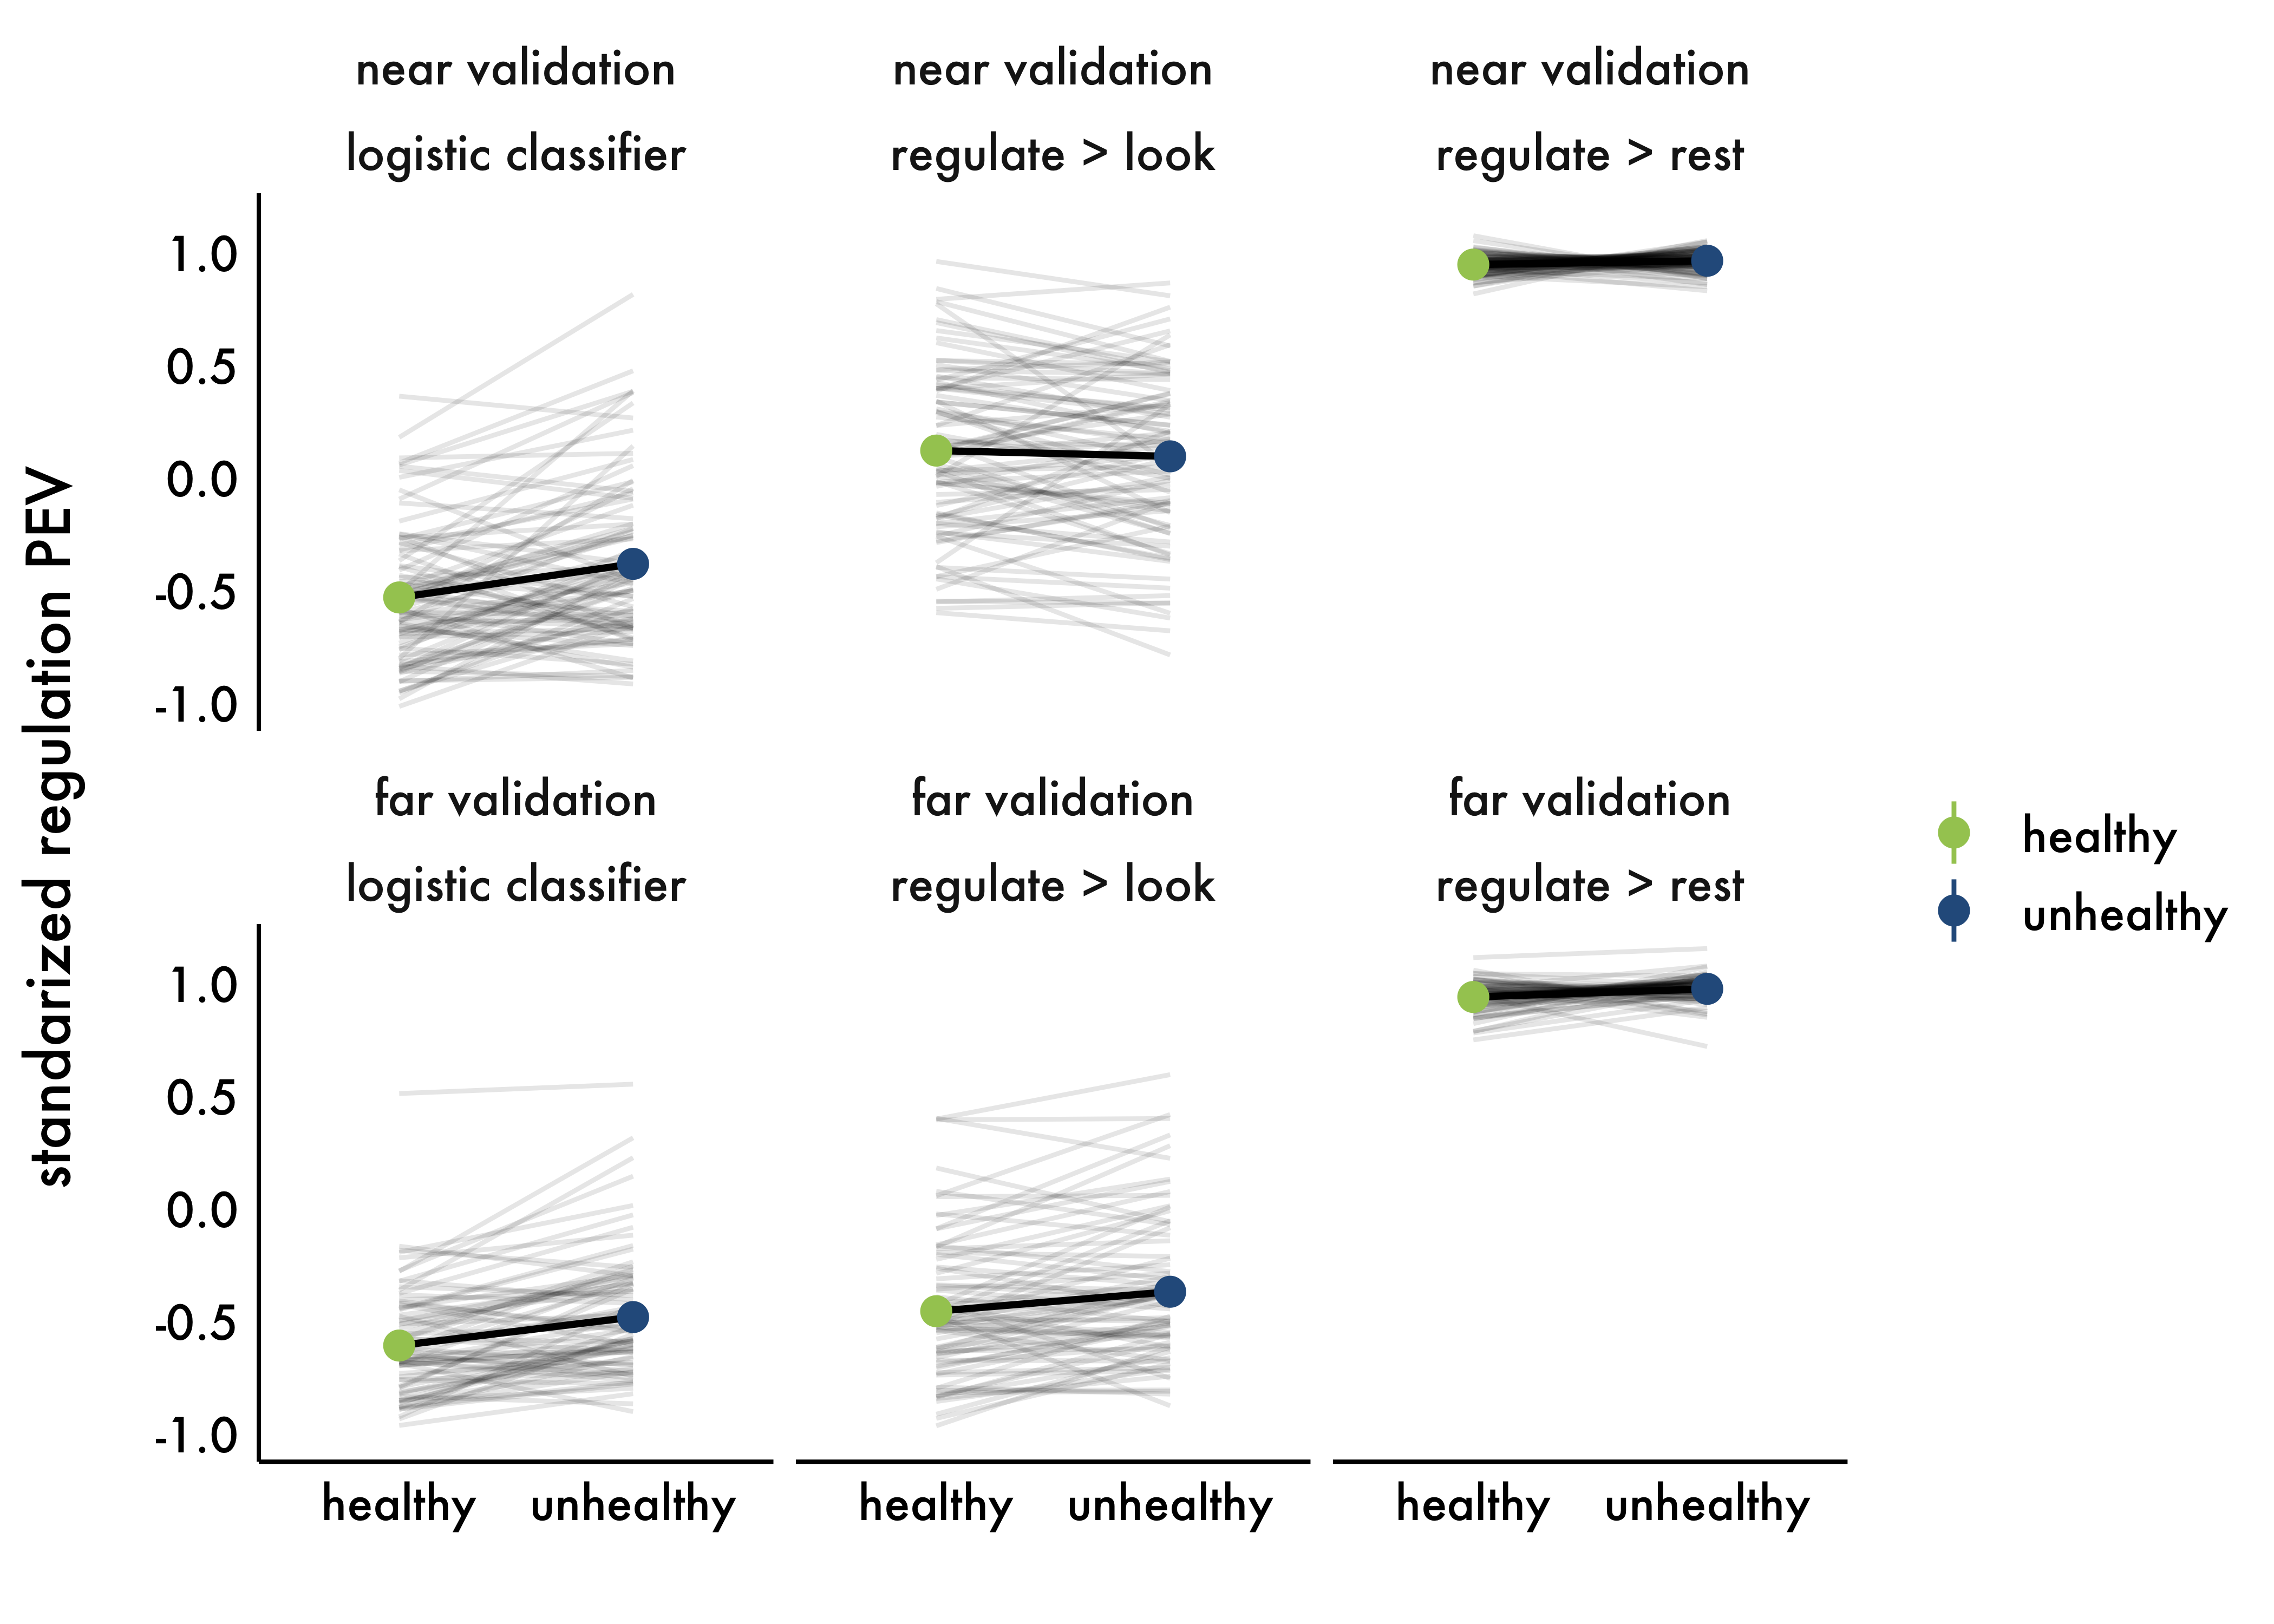 near validation
logistic classifier
near validation
regulate > look
near validation
regulate > rest
1.0
0.5
0.0
-0.5
-1.0
standarized regulation PEV
far validation
logistic classifier
far validation
regulate > look
far validation
regulate > rest
1.0
0.5
0.0
-0.5
-1.0
healthy
unhealthy
healthy
unhealthy
healthy
unhealthy
healthy
unhealthy